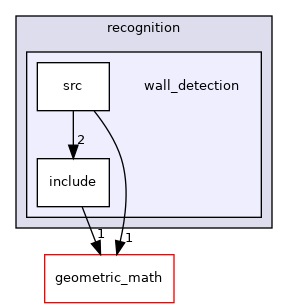 recognition
src
wall_detection
2
include
1
1
geometric_math